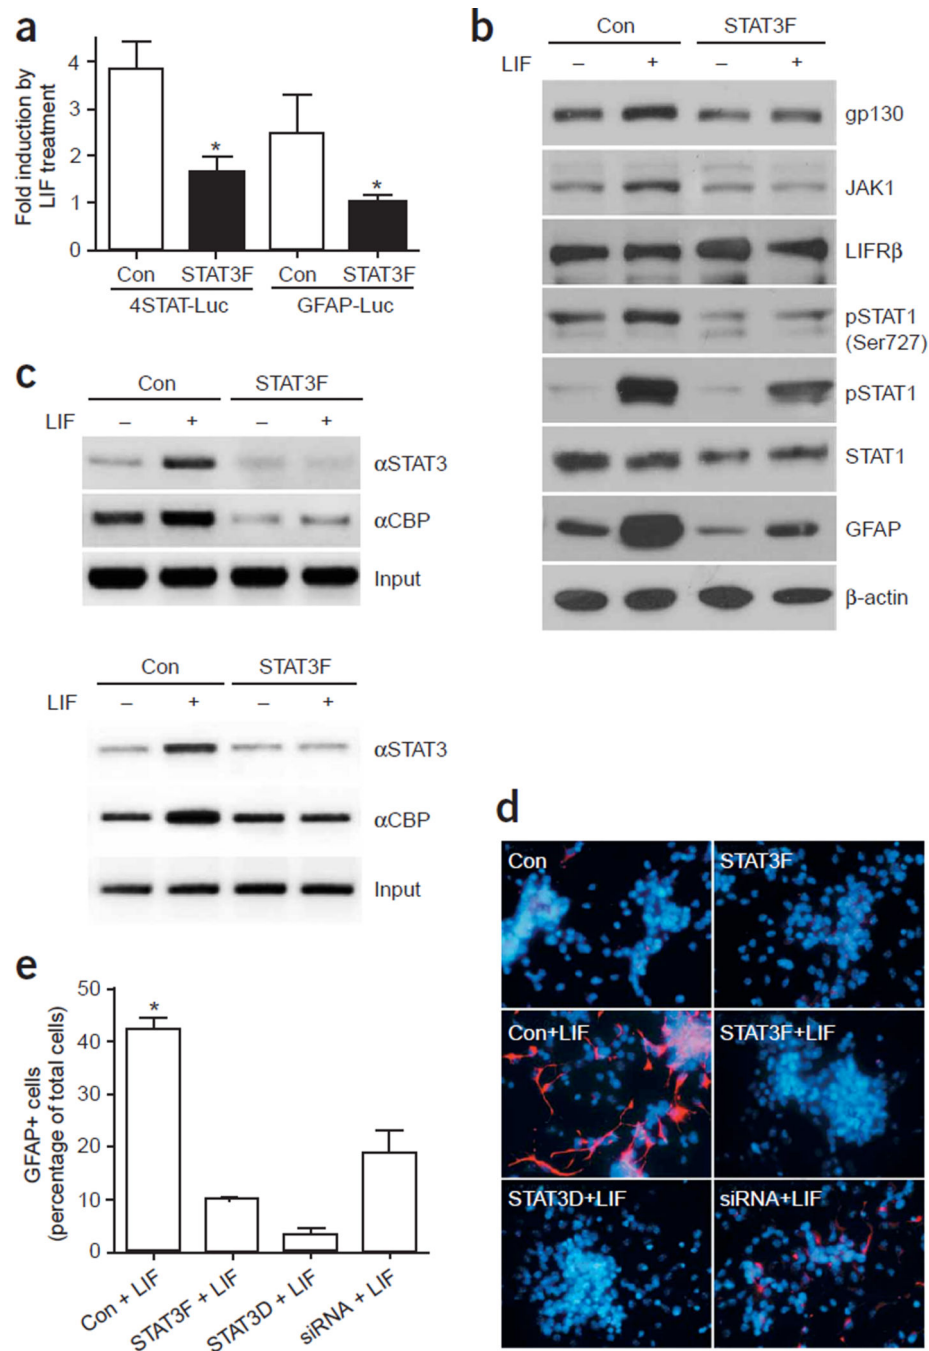 a
Fold induction by
LIF treatment
4
3
2
1
0
*
*
Con STAT3F Con STAT3F
4STAT-Luc GFAP-Luc
b
Con STAT3F
LIF – + – +
gp130
JAK1
LIFRβ
pSTAT1
(Ser727)
pSTAT1
STAT1
GFAP
β-actin
c
Con STAT3F
LIF – + – +
αSTAT3
αCBP
Input
Con STAT3F
LIF – + – +
αSTAT3
αCBP
Input
d
Con STAT3F
Con+LIF STAT3F+LIF
STAT3D+LIF siRNA+LIF
e
GFAP+ cells
(percentage of total cells)
50
40
30
20
10
0
*
Con + LIF
STAT3F + LIF
STAT3D + LIF
siRNA + LIF